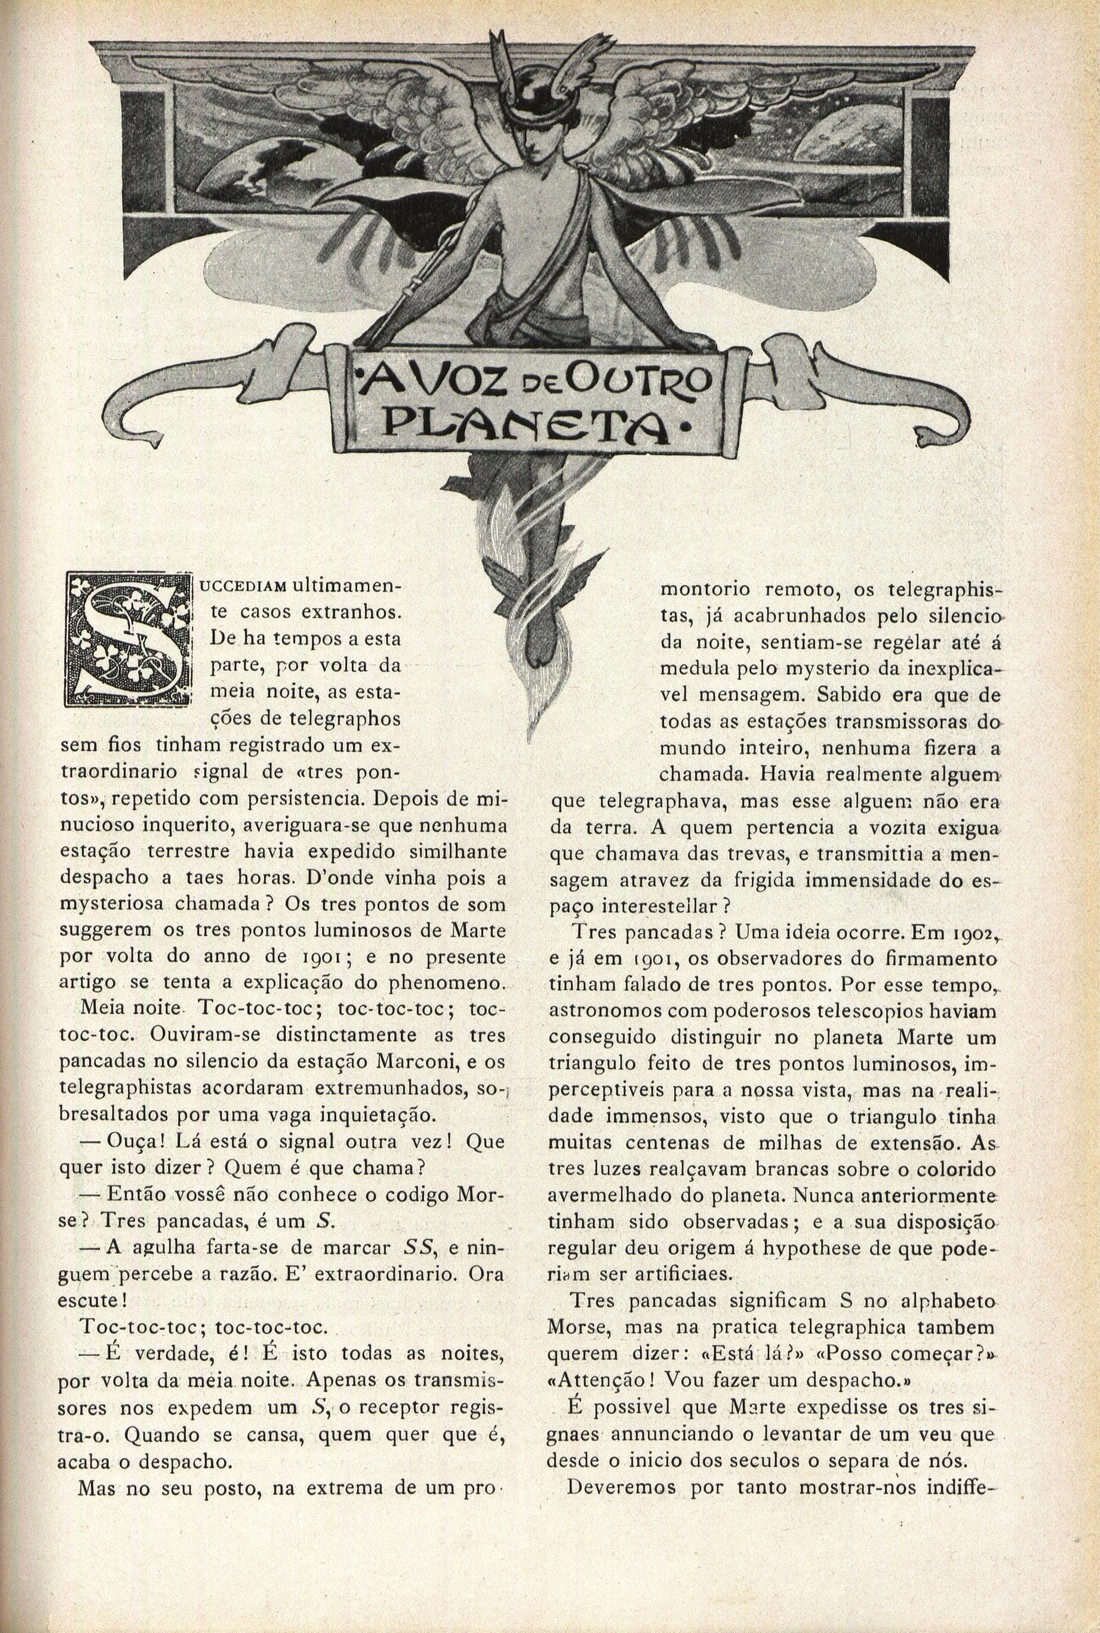 ·A VOZ DE OUTRO
PLANETA·
SUCCEDIAM ultimamen-
te casos extranhos.
De ha tempos a esta
parte, por volta da
meia noite, as esta-
ções de telegraphos
sem fios tinham registrado um ex-
traordinario signal de «tres pon-
tos», repetido com persistencia. Depois de mi-
nucioso inquerito, averiguara-se que nenhuma
estação terrestre havia expedido similhante
despacho a taes horas. D'onde vinha pois a
mysteriosa chamada? Os tres pontos de som
suggerem os tres pontos luminosos de Marte
por volta do anno de 1901; e no presente
artigo se tenta a explicação do phenomeno.
Meia noite. Toc-toc-toc; toc-toc-toc; toc-
toc-toc. Ouviram-se distinctamente as tres
pancadas no silencio da estação Marconi, e os
telegraphistas acordaram extremunhados, so-
bresaltados por uma vaga inquietação.
— Ouça! Lá está o signal outra vez! Que
quer isto dizer? Quem é que chama?
— Então vossê não conhece o codigo Mor-
se? Tres pancadas, é um S.
— A agulha farta-se de marcar SS, e nin-
guem percebe a razão. E' extraordinario. Ora
escute!
Toc-toc-toc; toc-toc-toc.
— É verdade, é! É isto todas as noites,
por volta da meia noite. Apenas os transmis-
sores nos expedem um S, o receptor regis-
tra-o. Quando se cansa, quem quer que é,
acaba o despacho.
Mas no seu posto, na extrema de um pro-
montorio remoto, os telegraphis-
tas, já acabrunhados pelo silencio
da noite, sentiam-se regelar até á
medula pelo mysterio da inexplica-
vel mensagem. Sabido era que de
todas as estações transmissoras do
mundo inteiro, nenhuma fizera a
chamada. Havia realmente alguem
que telegraphava, mas esse alguem não era
da terra. A quem pertencia a vozita exigua
que chamava das trevas, e transmittia a men-
sagem atravez da frigida immensidade do es-
paço interestellar?
Tres pancadas? Uma ideia ocorre. Em 1902,
e já em 1901, os observadores do firmamento
tinham falado de tres pontos. Por esse tempo,
astronomos com poderosos telescopios haviam
conseguido distinguir no planeta Marte um
triangulo feito de tres pontos luminosos, im-
perceptiveis para a nossa vista, mas na reali-
dade immensos, visto que o triangulo tinha
muitas centenas de milhas de extensão. As
tres luzes realçavam brancas sobre o colorido
avermelhado do planeta. Nunca anteriormente
tinham sido observadas; e a sua disposição
regular deu origem á hypothese de que pode-
riam ser artificiaes.
Tres pancadas significam S no alphabeto
Morse, mas na pratica telegraphica tambem
querem dizer: «Está lá?» «Posso começar?»
«Attenção! Vou fazer um despacho.»
É possivel que Marte expedisse os tres si-
gnaes annunciando o levantar de um veu que
desde o inicio dos seculos o separa de nós.
Deveremos por tanto mostrar-nos indiffe-